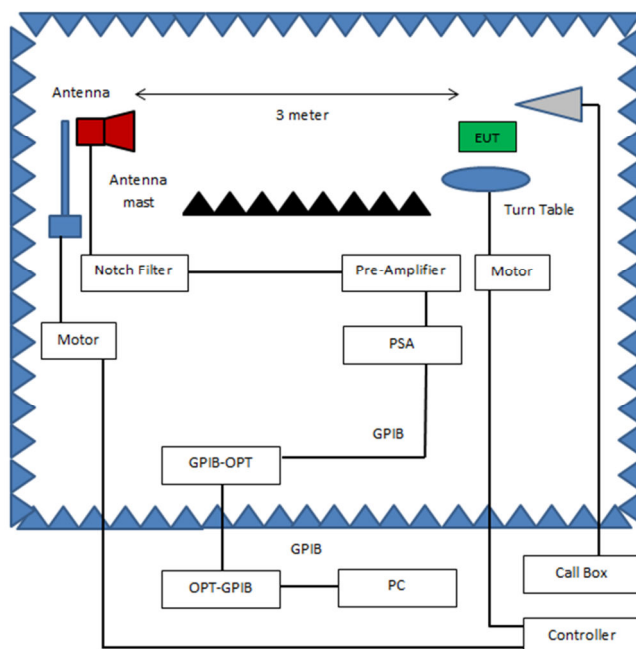 Antenna
3 meter
EUT
Antenna
mast
Turn Table
Notch Filter
Pre-Amplifier
Motor
Motor
PSA
GPIB
GPIB-OPT
GPIB
OPT-GPIB
PC
Call Box
Controller